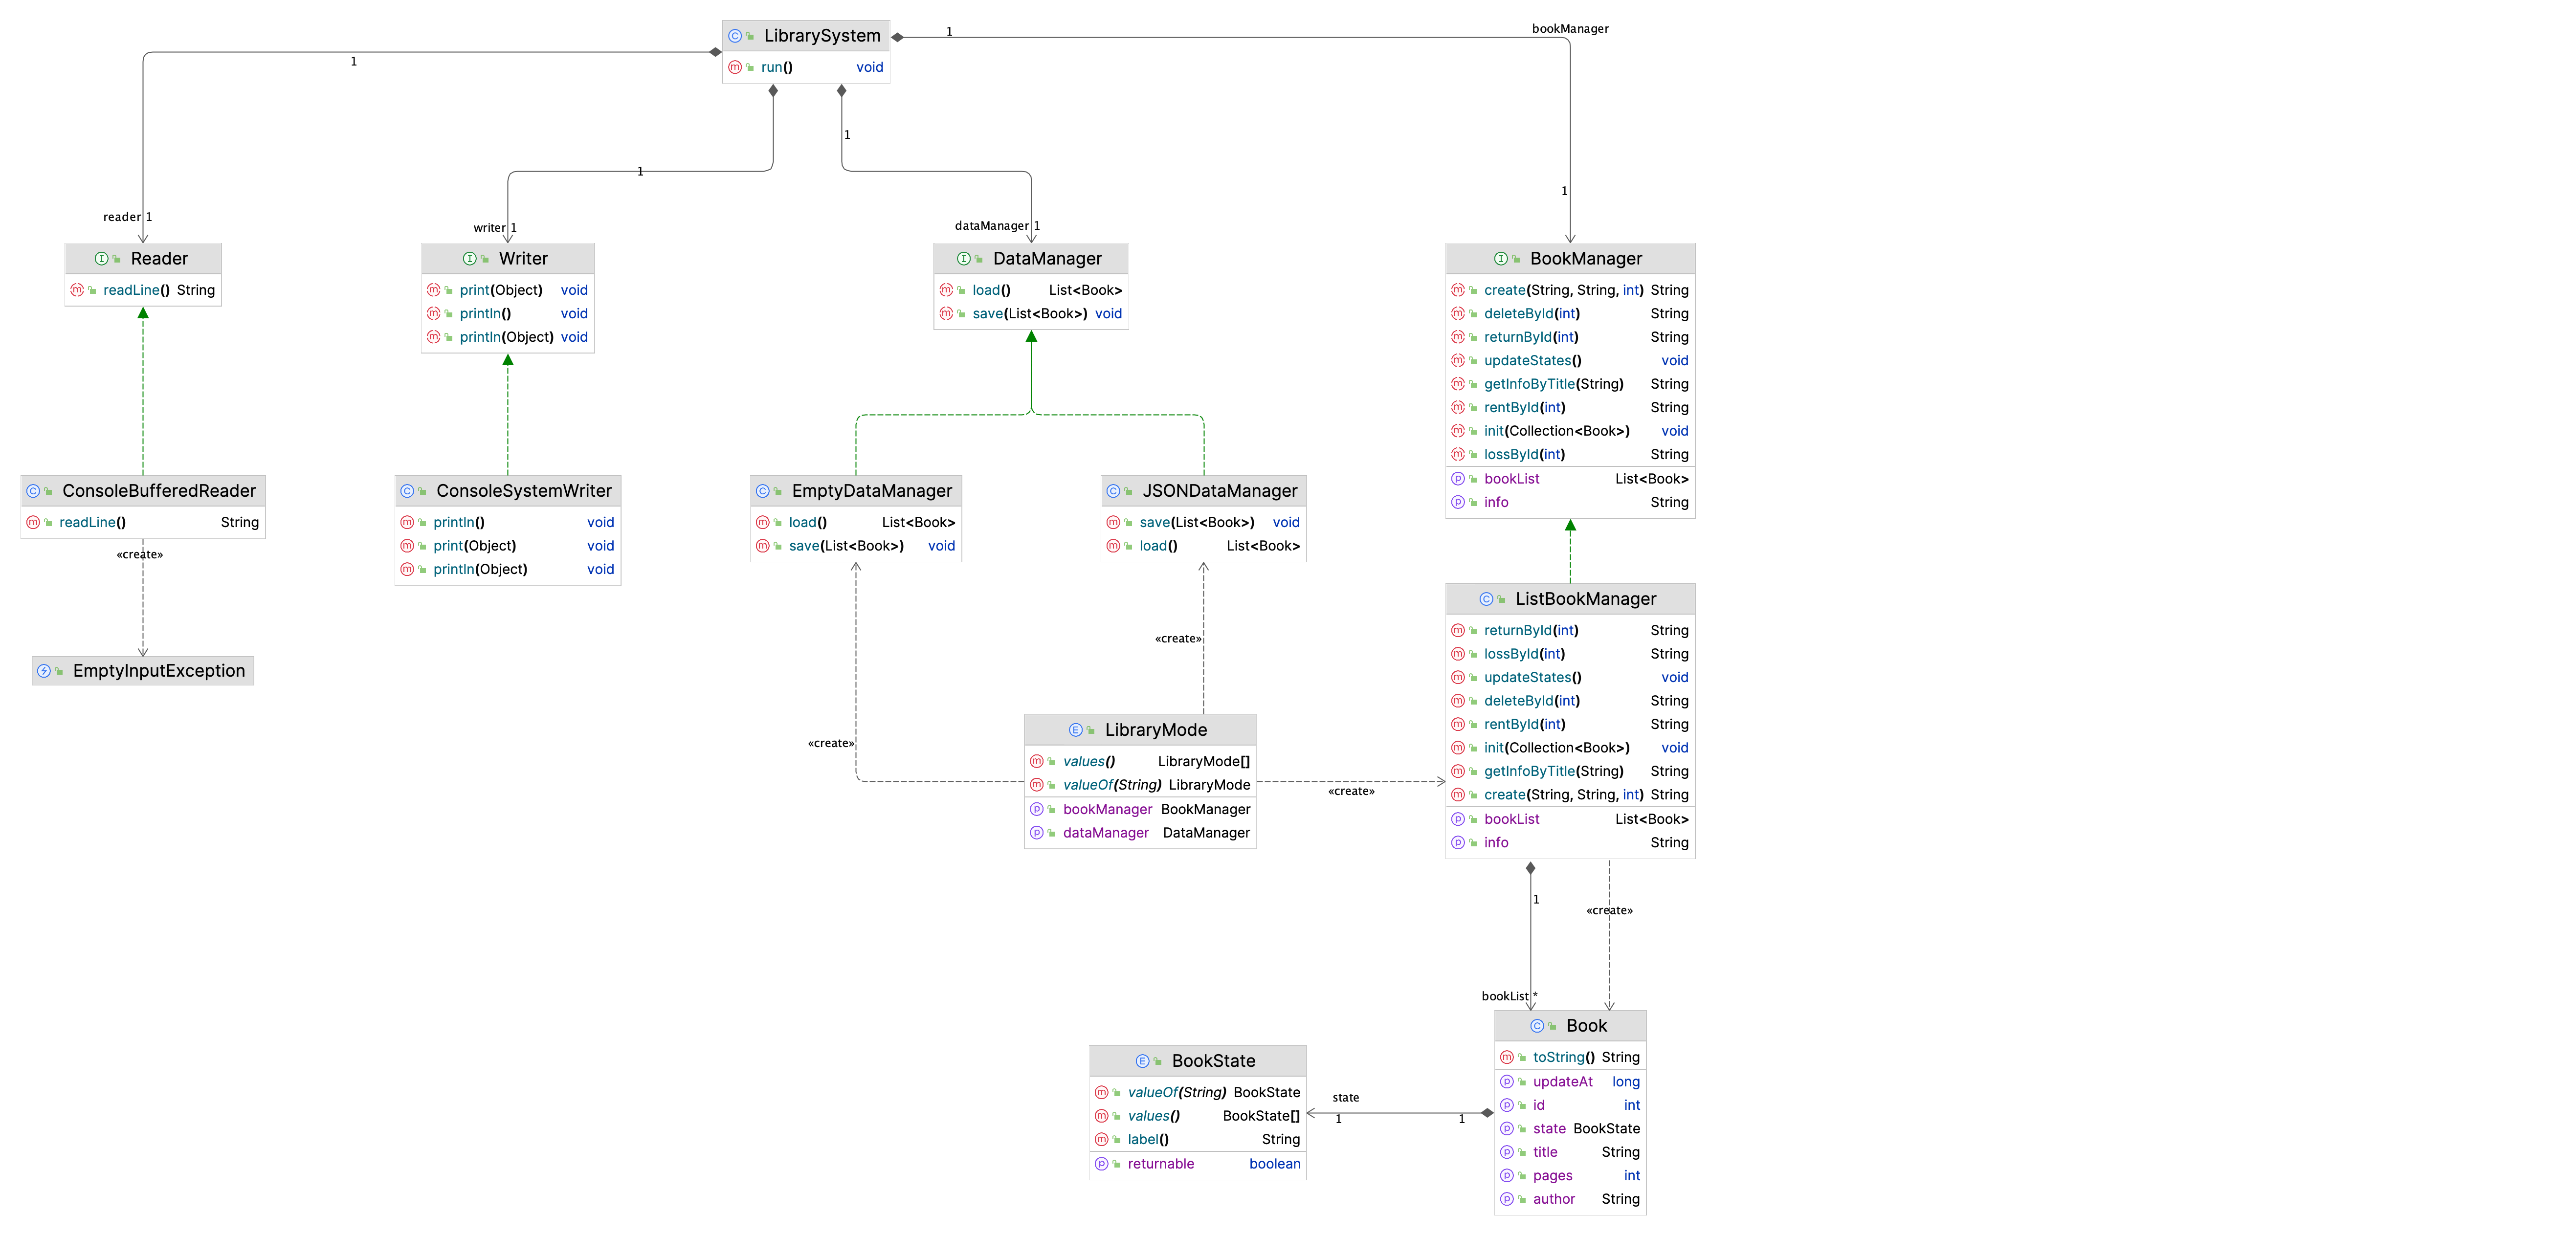 LibrarySystem
run() void
1
1
1
1
bookManager
1
reader 1
writer 1
dataManager 1
Reader
readLine() String
Writer
print(Object) void
println() void
println(Object) void
DataManager
load() List<Book>
save(List<Book>) void
BookManager
create(String, String, int) String
deleteById(int) String
returnById(int) String
updateStates() void
getInfoByTitle(String) String
rentById(int) String
init(Collection<Book>) void
lossById(int) String
bookList List<Book>
info String
ConsoleBufferedReader
readLine() String
«create»
EmptyInputException
ConsoleSystemWriter
println() void
print(Object) void
println(Object) void
EmptyDataManager
load() List<Book>
save(List<Book>) void
JSONDataManager
save(List<Book>) void
load() List<Book>
«create»
«create»
«create»
LibraryMode
values() LibraryMode[]
valueOf(String) LibraryMode
bookManager BookManager
dataManager DataManager
ListBookManager
returnById(int) String
lossById(int) String
updateStates() void
deleteById(int) String
rentById(int) String
init(Collection<Book>) void
getInfoByTitle(String) String
create(String, String, int) String
bookList List<Book>
info String
1
«create»
bookList *
Book
toString() String
updateAt long
id int
state BookState
title String
pages int
author String
state
1
1
BookState
valueOf(String) BookState
values() BookState[]
label() String
returnable boolean